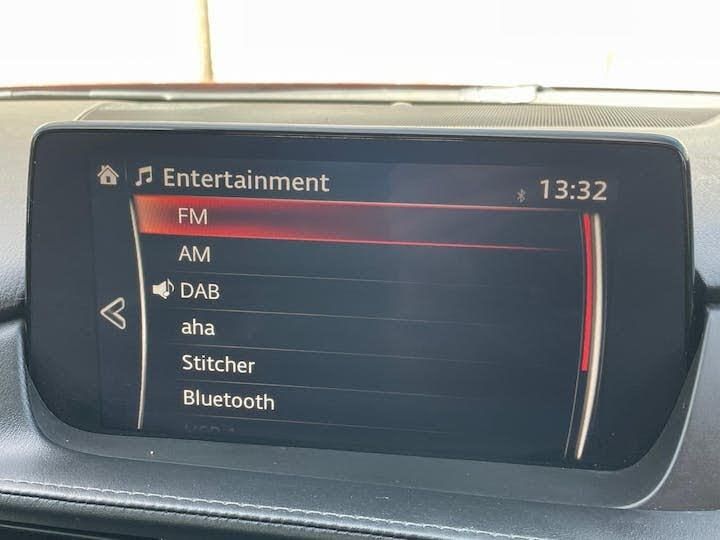 Entertainment 13:32
FM
AM
DAB
aha
Stitcher
Bluetooth